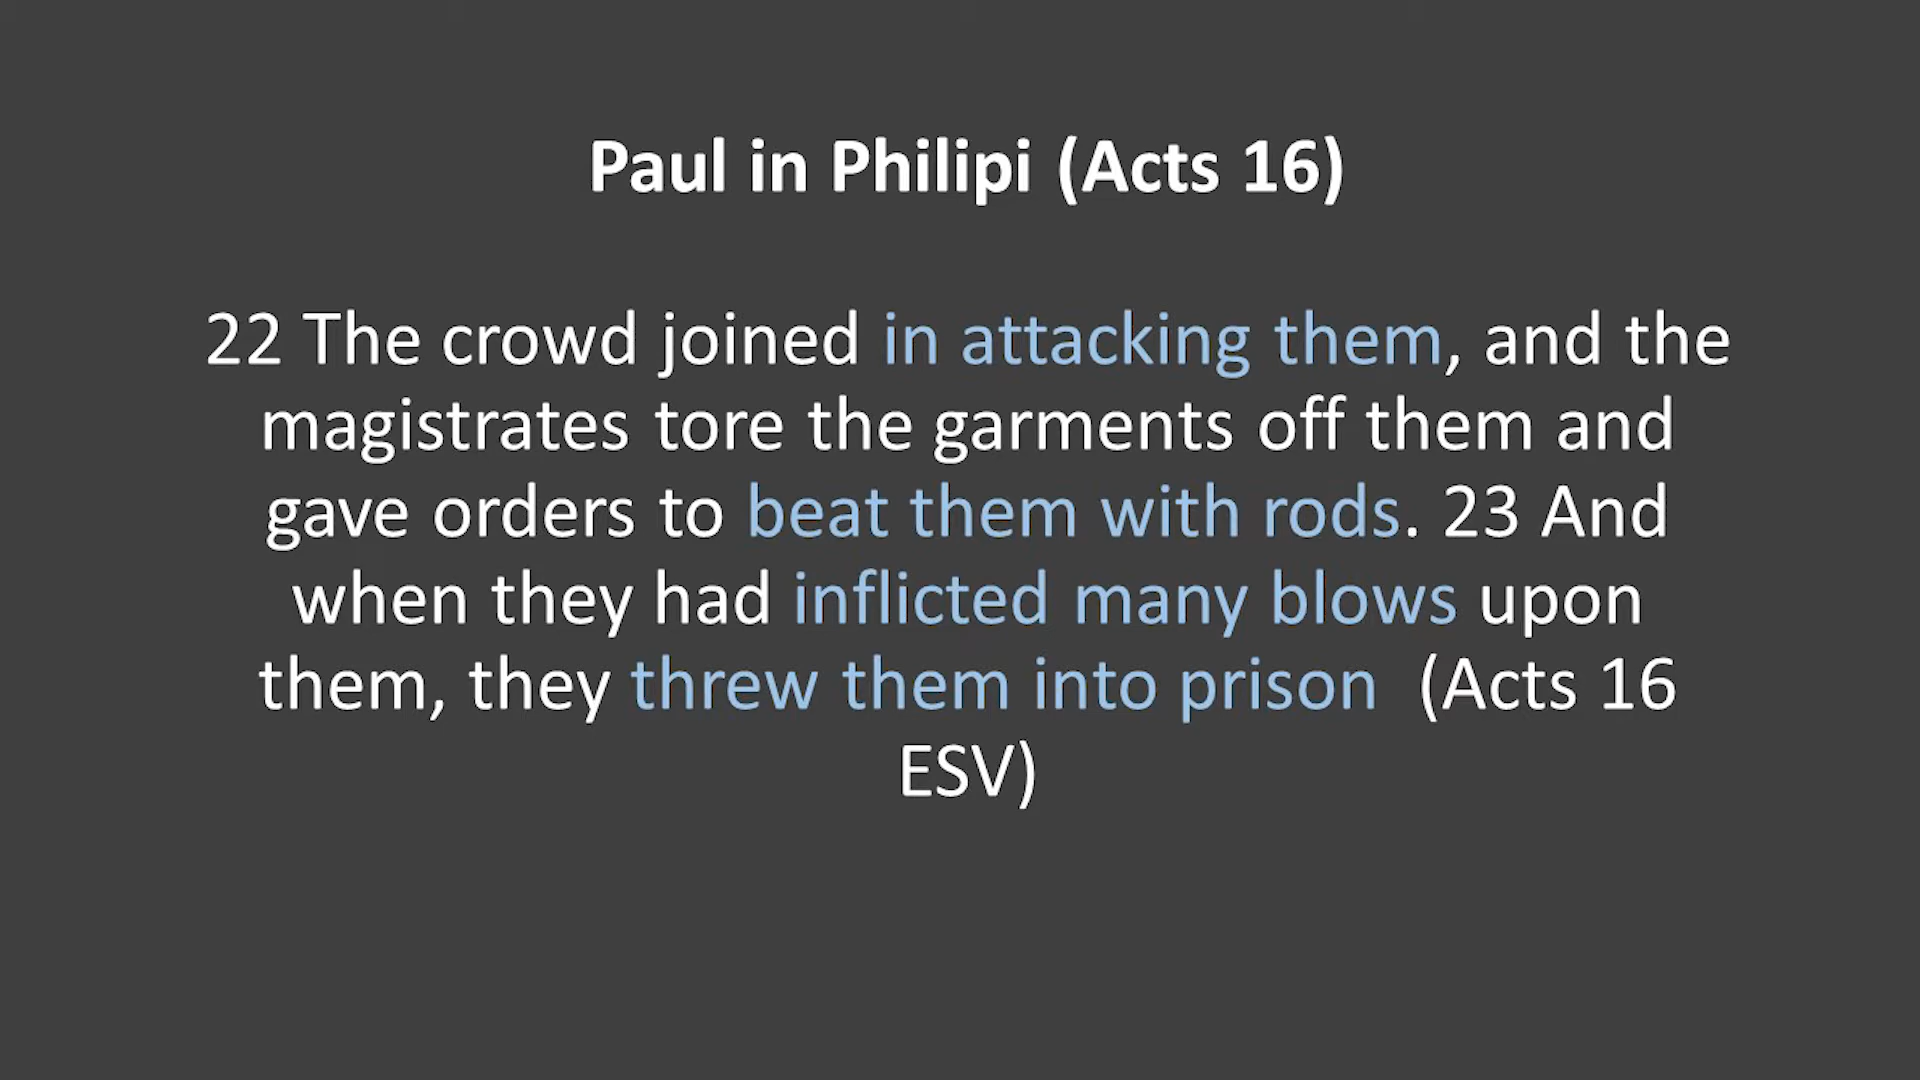 Paul in Philipi (Acts 16)
22 The crowd joined in attacking them, and the
magistrates tore the garments off them and
gave orders to beat them with rods. 23 And
when they had inflicted many blows upon
them, they threw them into prison  (Acts 16
ESV)